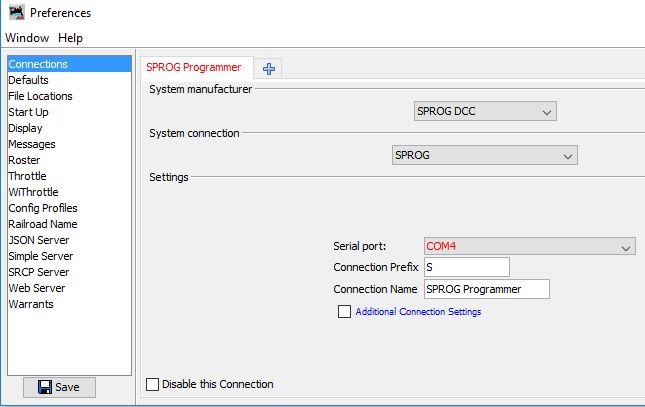 Preferences
Window Help
Connections
Defaults
File Locations
Start Up
Display
Messages
Roster
Throttle
WiThrottle
Config Profiles
Railroad Name
JSON Server
Simple Server
SRCP Server
Web Server
Warrants
Save
SPROG Programmer
System manufacturer
SPROG DCC
System connection
SPROG
Settings
Serial port: COM4
Connection Prefix S
Connection Name SPROG Programmer
Additional Connection Settings
Disable this Connection